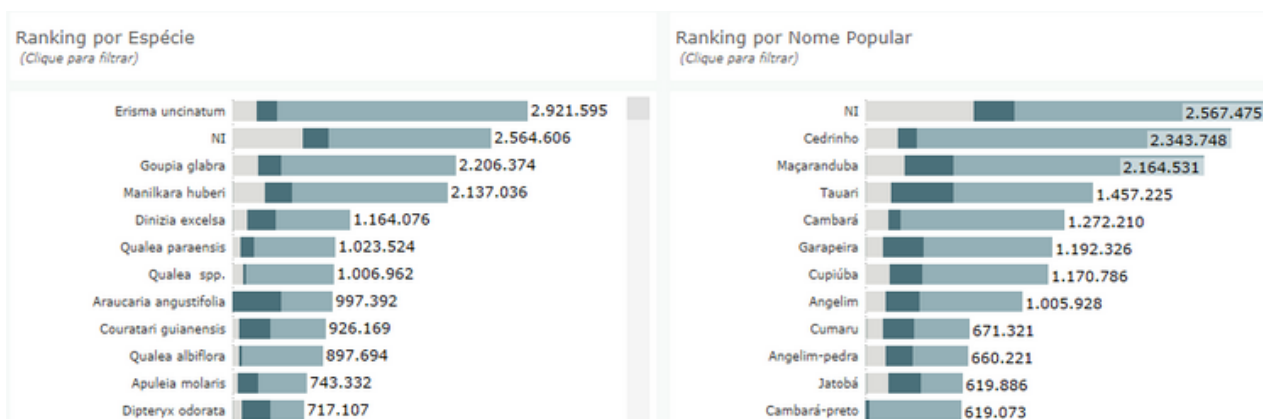 Ranking por Espécie
(Clique para filtrar)
Erisma uncinatum 2.921.595
NI 2.564.606
Goupia glabra 2.206.374
Manilkara huberi 2.137.036
Dinizia excelsa 1.164.076
Qualea paraensis 1.023.524
Qualea spp. 1.006.962
Araucaria angustifolia 997.392
Couratari guianensis 926.169
Qualea albiflora 897.694
Apuleia molaris 743.332
Dipteryx odorata 717.107
Ranking por Nome Popular
(Clique para filtrar)
NI 2.567.475
Cedrinho 2.343.748
Maçaranduba 2.164.531
Tauari 1.457.225
Cambará 1.272.210
Garapeira 1.192.326
Cupiúba 1.170.786
Angelim 1.005.928
Cumaru 671.321
Angelim-pedra 660.221
Jatobá 619.886
Cambará-preto 619.073